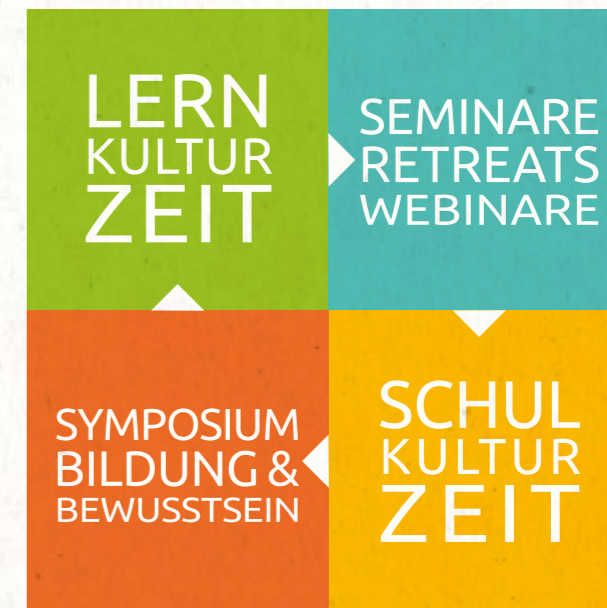 LERN
KULTUR
ZEIT
SEMINARE
RETREATS
WEBINARE
SYMPOSIUM
BILDUNG &
BEWUSSTSEIN
SCHUL
KULTUR
ZEIT